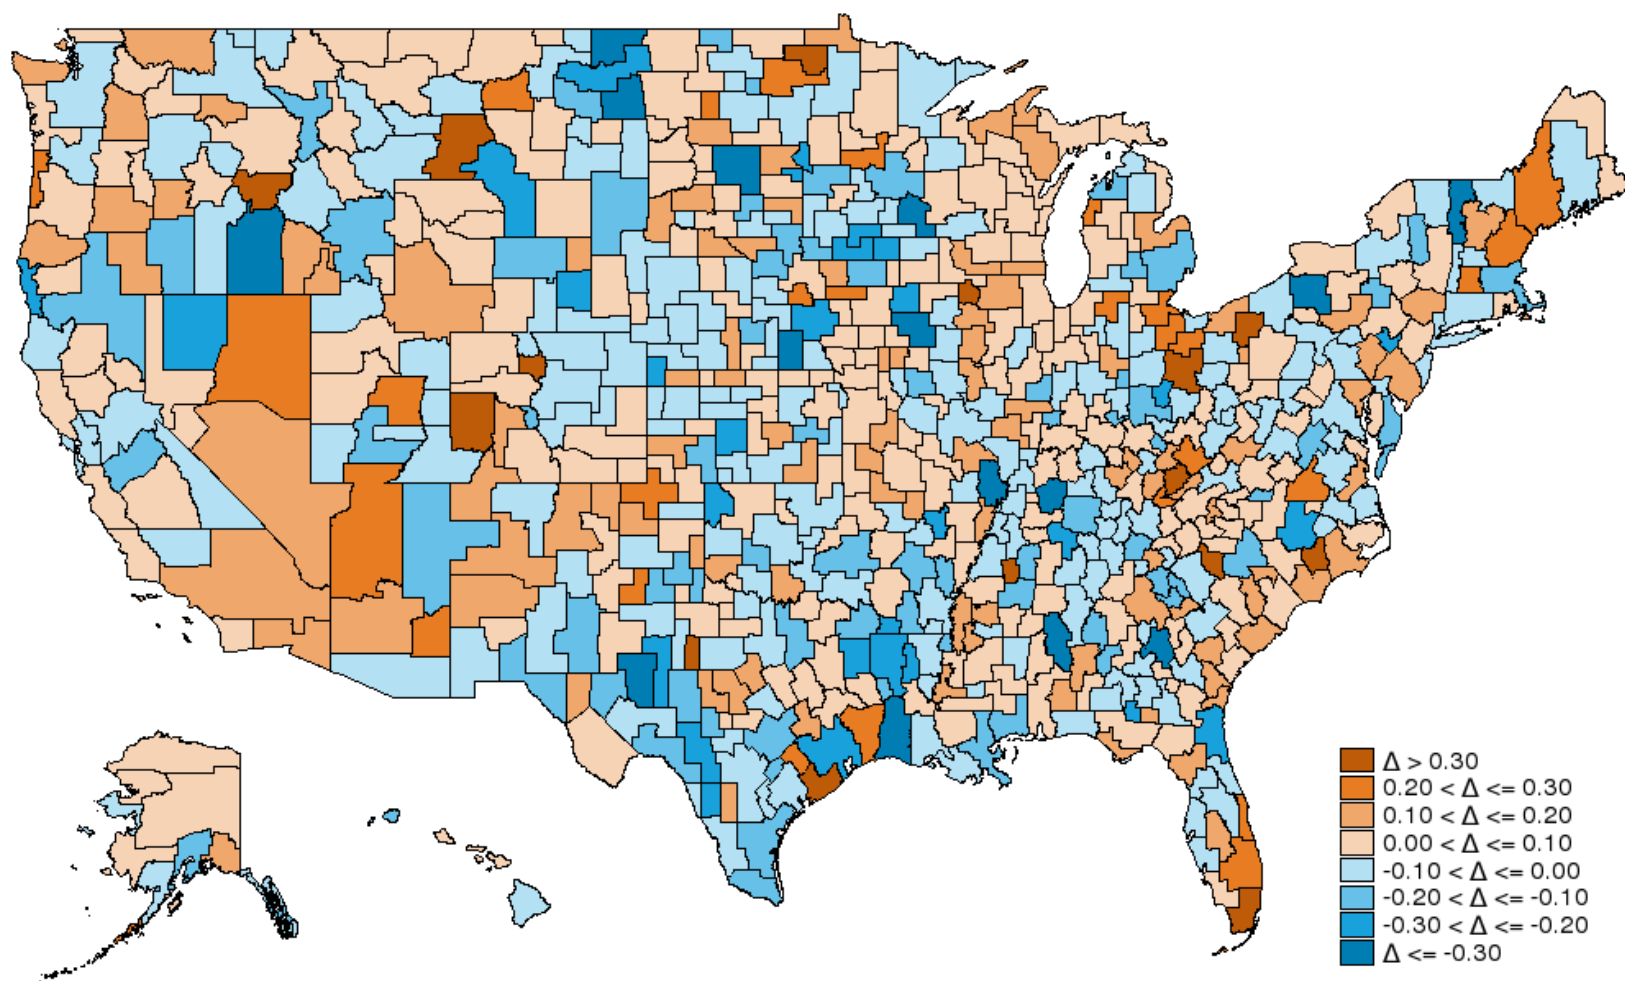 Δ > 0.30
0.20 < Δ <= 0.30
0.10 < Δ <= 0.20
0.00 < Δ <= 0.10
-0.10 < Δ <= 0.00
-0.20 < Δ <= -0.10
-0.30 < Δ <= -0.20
Δ <= -0.30